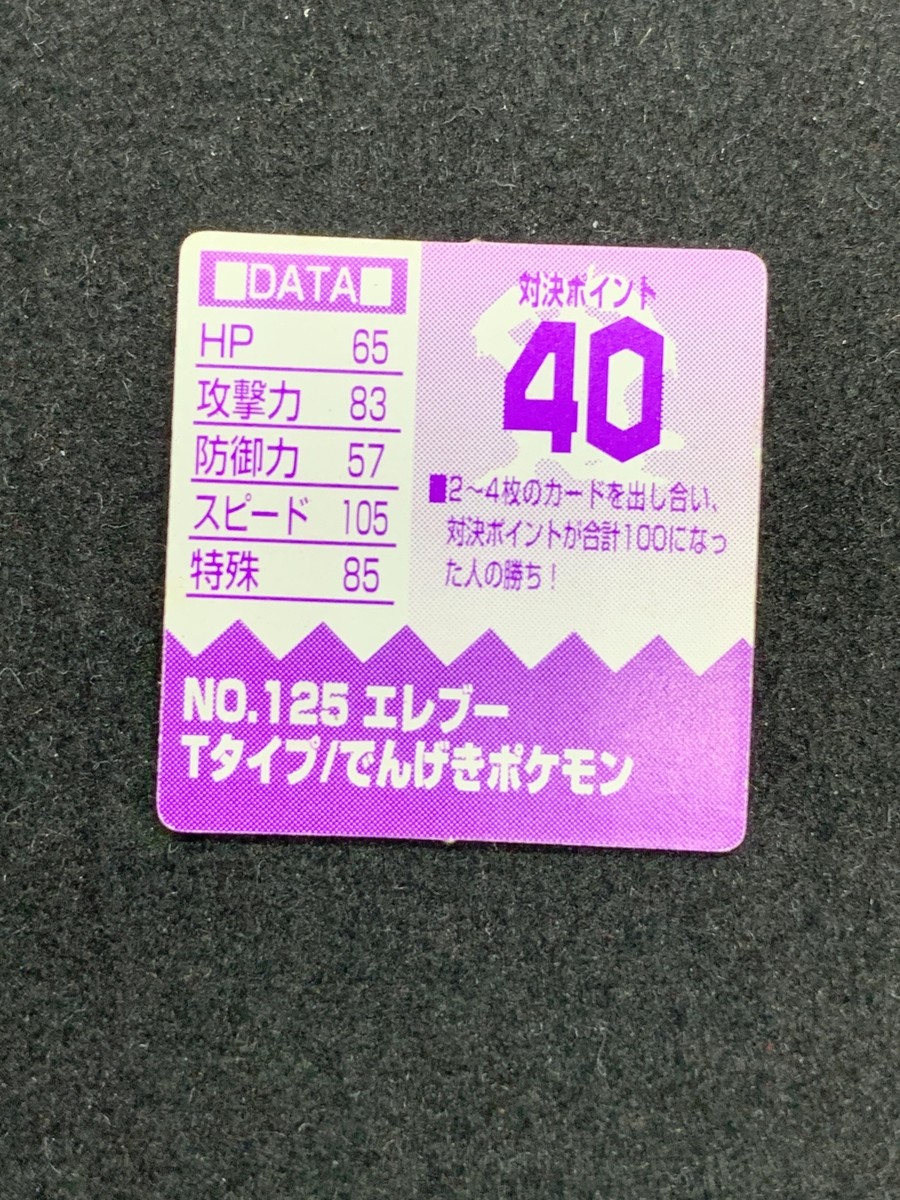 ■DATA■
HP 65
攻撃力 83
防御力 57
スピード 105
特殊 85
対決ポイント
40
■2〜4枚のカードを出し合い、
対決ポイントが合計100になっ
た人の勝ち！
NO.125 エレブー
Tタイプ/でんげきポケモン